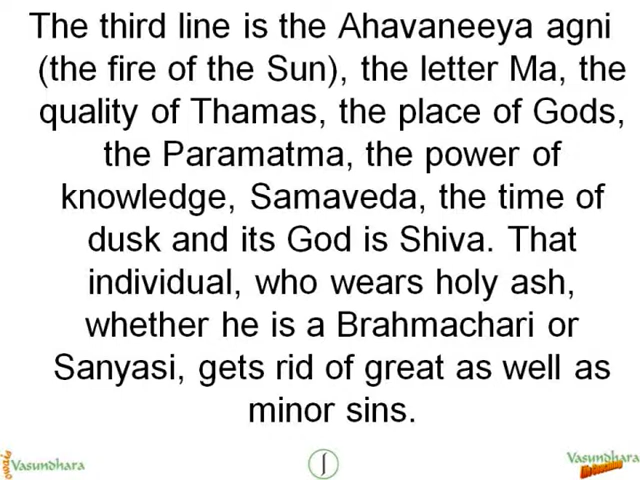 The third line is the Ahavaneeya agni
(the fire of the Sun), the letter Ma, the
quality of Thamas, the place of Gods,
the Paramatma, the power of
knowledge, Samaveda, the time of
dusk and its God is Shiva. That
individual, who wears holy ash,
whether he is a Brahmachari or
Sanyasi, gets rid of great as well as
minor sins.
Vasundhara
Vasundhara